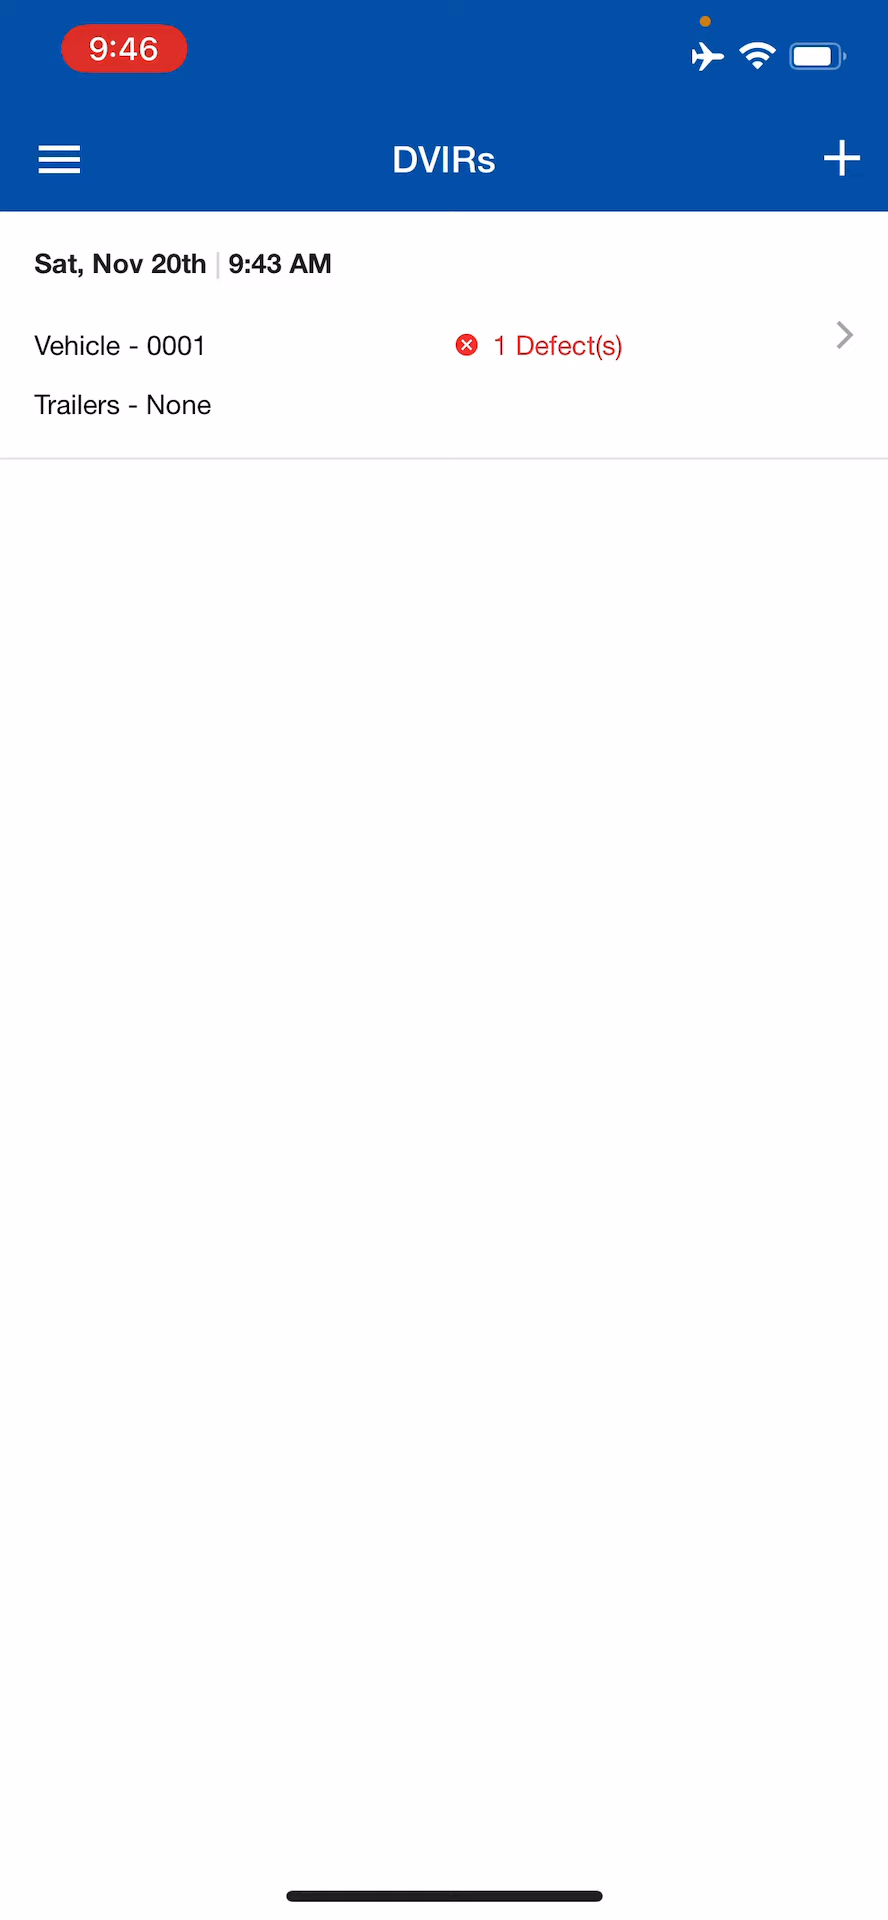 9:46
DVIRs
Sat, Nov 20th | 9:43 AM
Vehicle - 0001
1 Defect(s)
Trailers - None